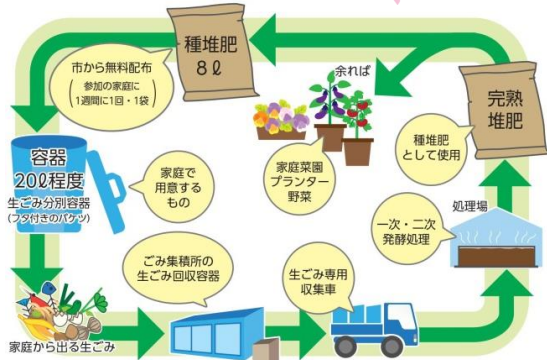 種堆肥
8ℓ
市から無料配布
(参加の家庭に
1週間に1回・1袋)
容器
20ℓ程度
生ごみ分別容器
(フタ付きのバケツ)
家庭で
用意する
もの
家庭から出る生ごみ
ごみ集積所の
生ごみ回収容器
生ごみ専用
収集車
処理場
一次・二次
発酵処理
完熟
堆肥
種堆肥
として使用
余れば
家庭菜園
プランター
野菜